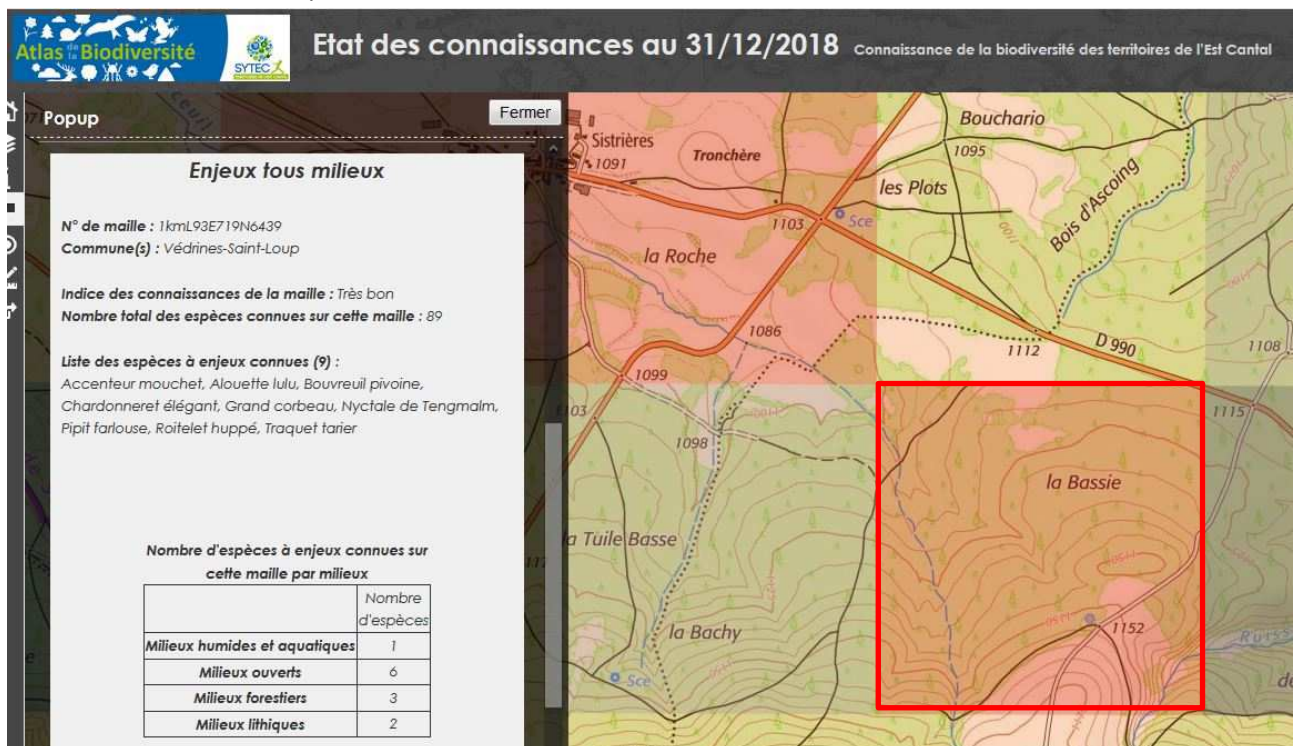 Atlas de la Biodiversité
SYTEC
Etat des connaissances au 31/12/2018 Connaissance de la biodiversité des territoires de l'Est Cantal
Popup
Fermer
Enjeux tous milieux
N° de maille : 1kmL93E719N6439
Commune(s) : Védrines-Saint-Loup
Indice des connaissances de la maille : Très bon
Nombre total des espèces connues sur cette maille : 89
Liste des espèces à enjeux connues (9) :
Accenteur mouchet, Alouette lulu, Bouvreuil pivoine,
Chardonneret élégant, Grand corbeau, Nyctale de Tengmalm,
Pipit farlouse, Roitelet huppé, Traquet tarier
Nombre d'espèces à enjeux connues sur
cette maille par milieu
Nombre
d'espèces
Milieux humides et aquatiques 1
Milieux ouverts 6
Milieux forestiers 3
Milieux lithiques 2
Sistrières
1091
Tronchère
Bouchario
1095
les Plots
Bois d'Ascoing
1100
1103
Sce
la Roche
1086
1112
D 990
1108
1099
1103
1115
1098
la Bassie
la Tuile Basse
1150
la Bachy
1152
Sce